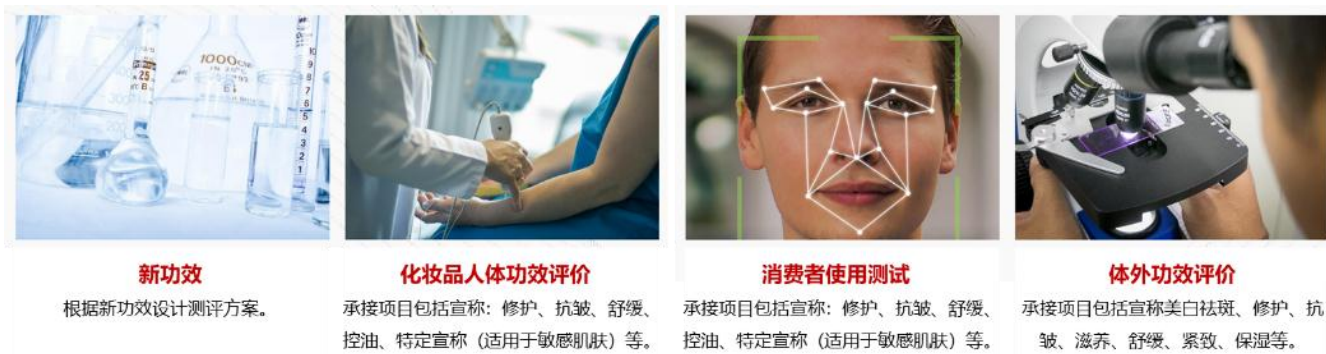 新功效
根据新功效设计测评方案。
化妆品人体功效评价
承接项目包括宣称：修护、抗皱、舒缓、
控油、特定宣称（适用于敏感肌肤）等。
消费者使用测试
承接项目包括宣称：修护、抗皱、舒缓、
控油、特定宣称（适用于敏感肌肤）等。
体外功效评价
承接项目包括宣称美白祛斑、修护、抗
皱、滋养、舒缓、紧致、保湿等。